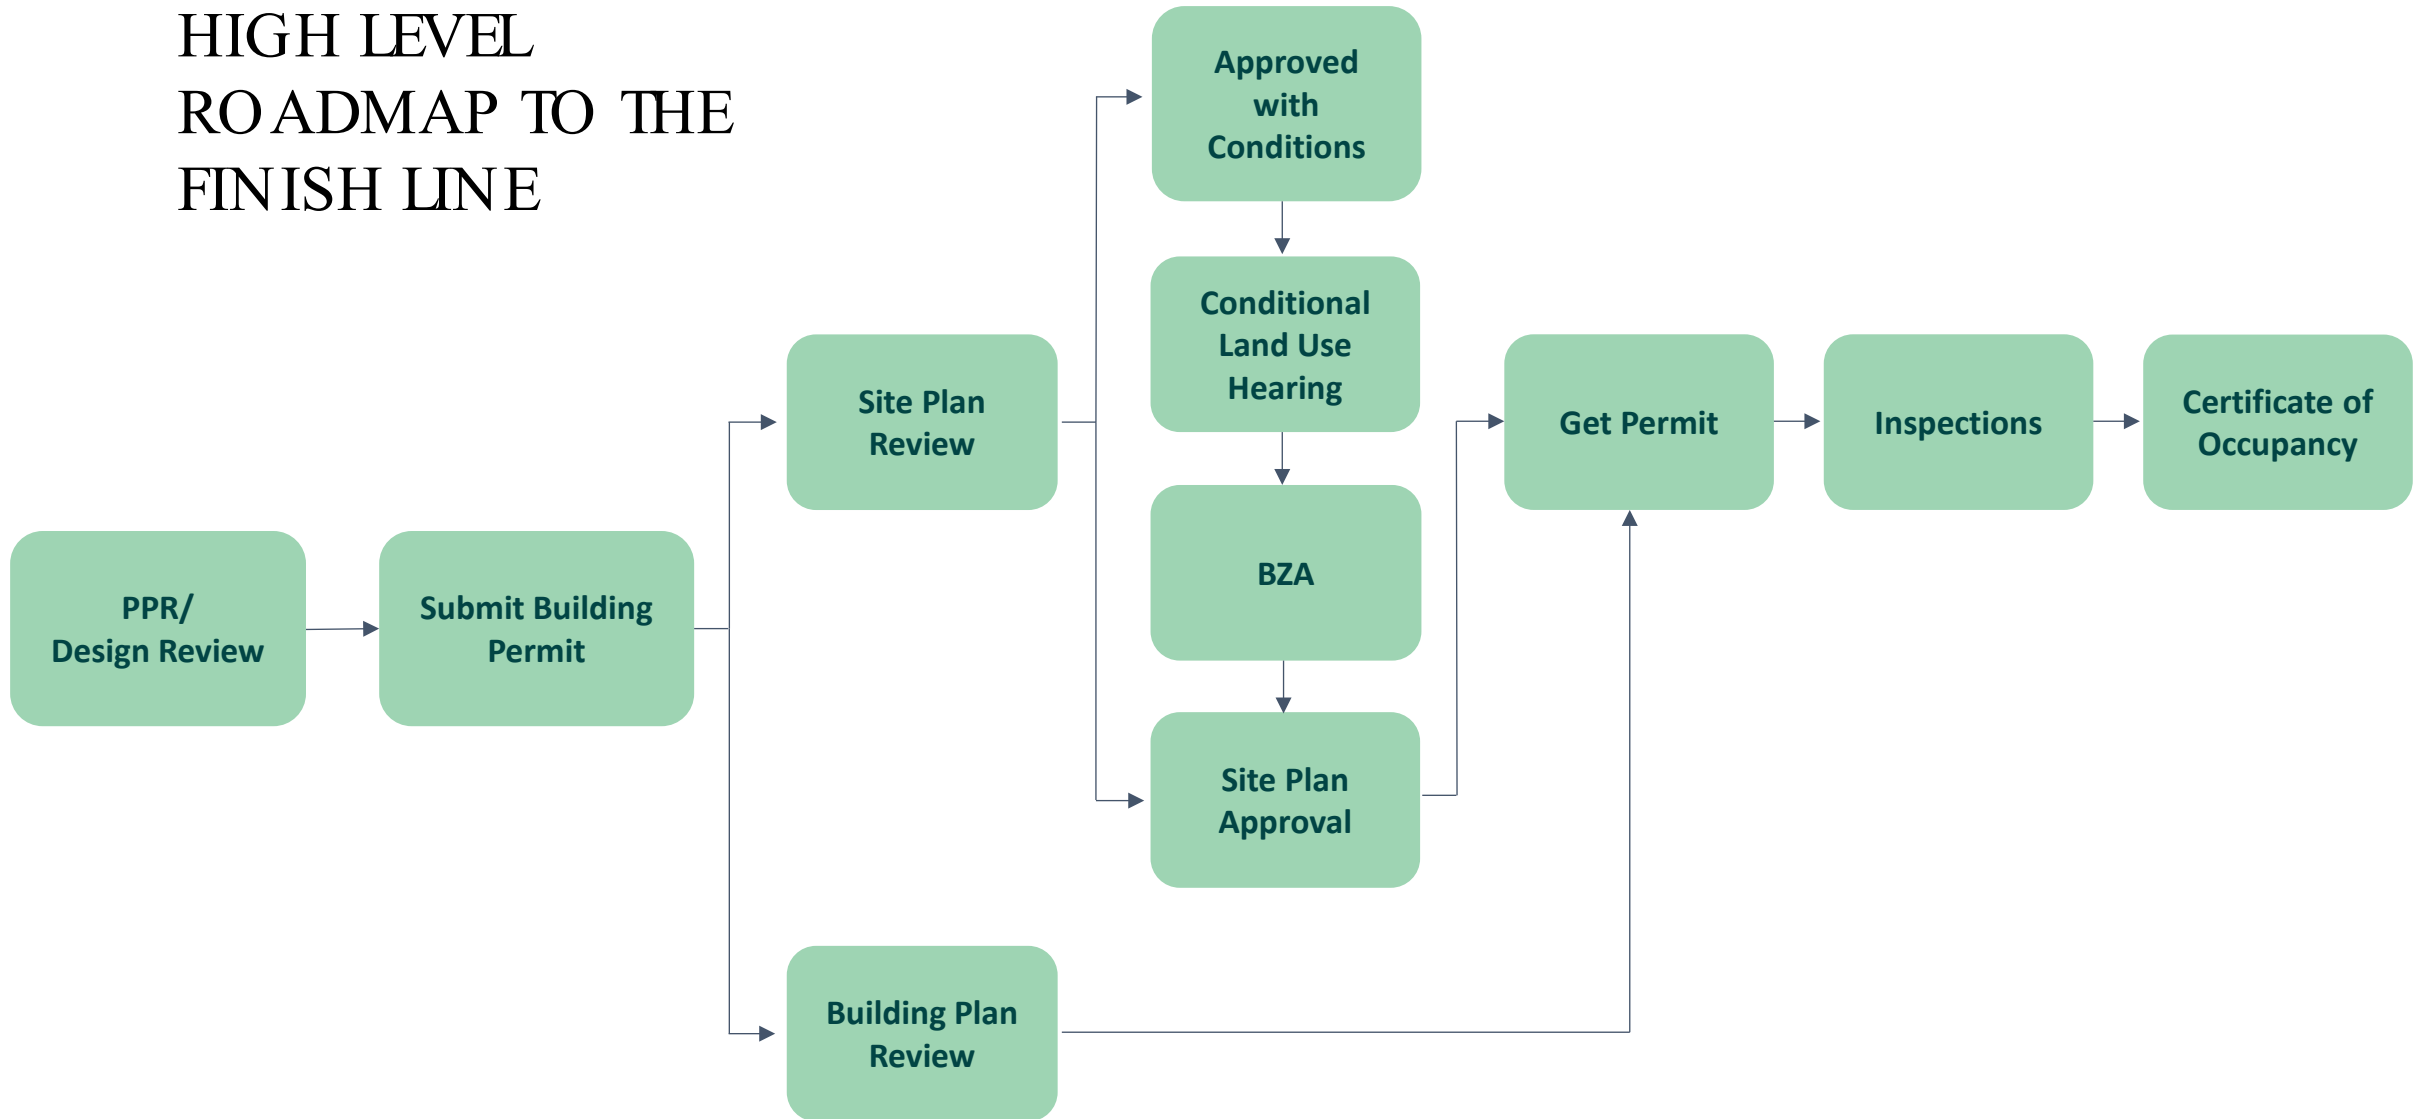 HIGH LEVEL
ROADMAP TO THE
FINISH LINE
Approved
with
Conditions
Conditional
Land Use
Hearing
Site Plan
Review
BZA
Get Permit
Inspections
Certificate of
Occupancy
PPR/
Design Review
Submit Building
Permit
Site Plan
Approval
Building Plan
Review